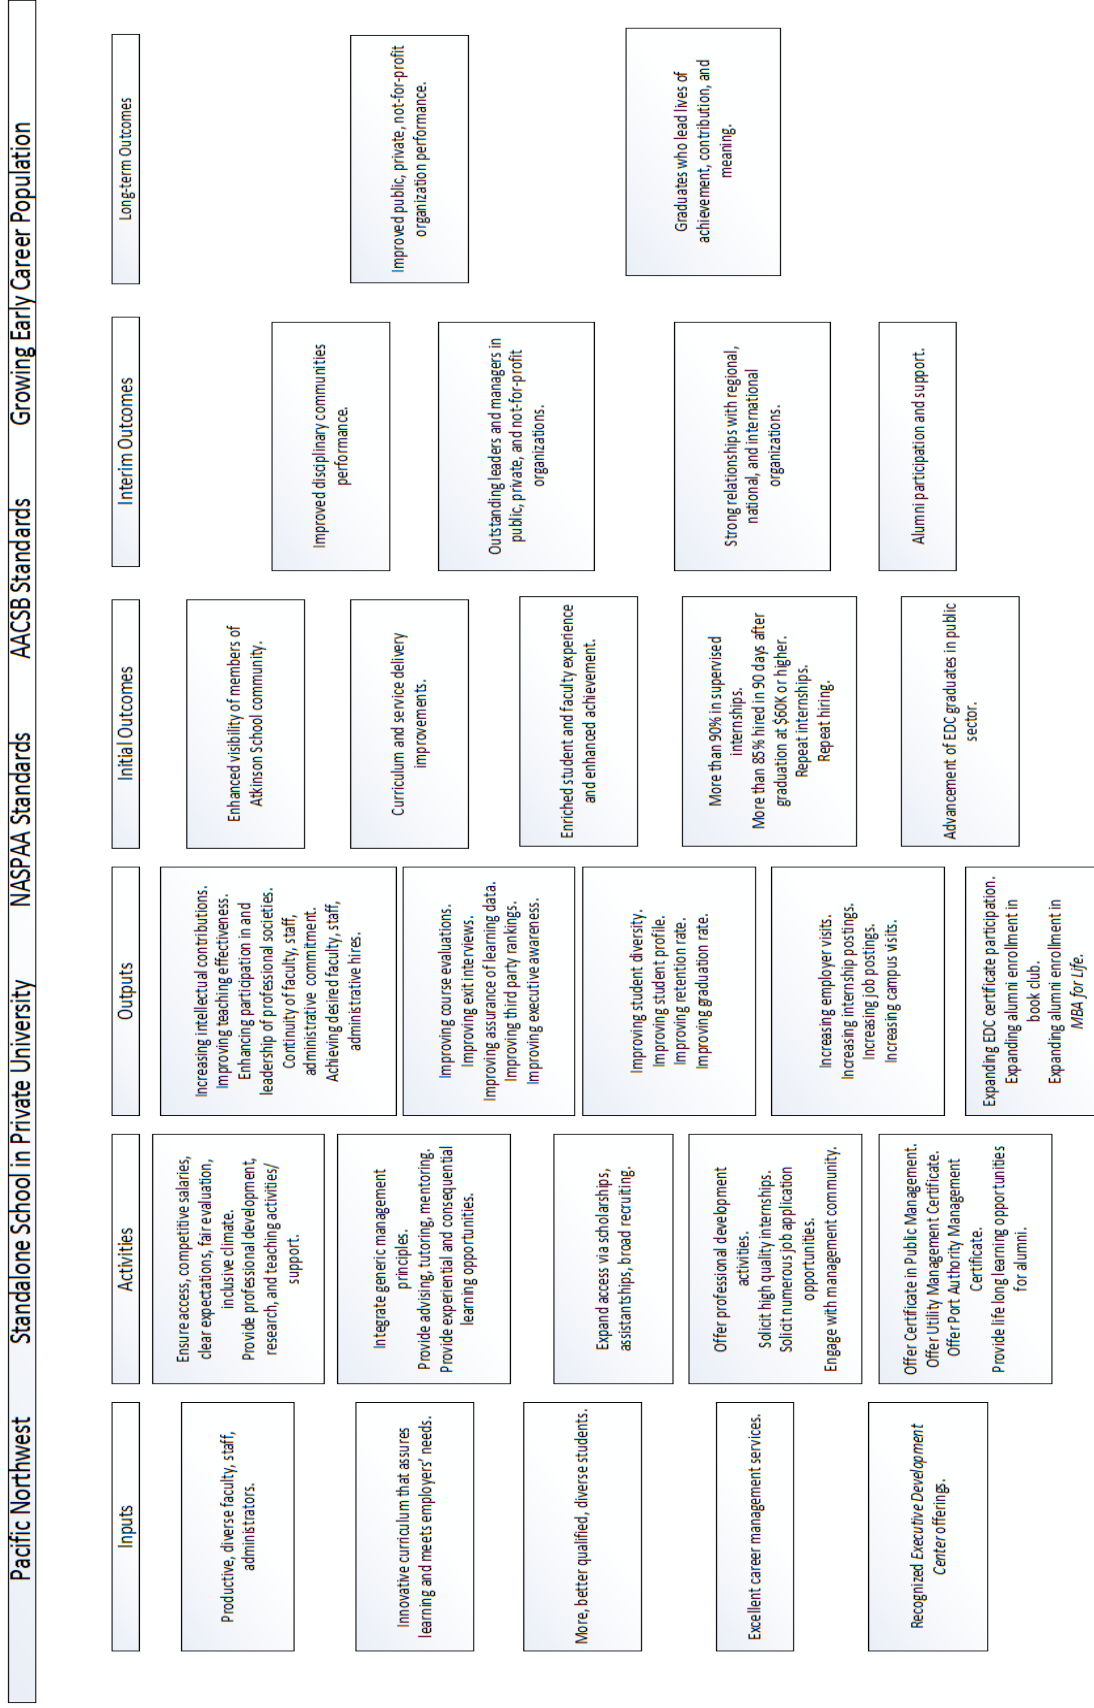 Pacific Northwest Standalone School in Private University NASPAA Standards AACSB Standards Growing Early Career Population
Inputs
Activities
Outputs
Initial Outcomes
Interim Outcomes
Long-term Outcomes
Productive, diverse faculty, staff,
administrators.
Innovative curriculum that assures
learning and meets employers' needs.
More, better qualified, diverse students.
Excellent career management services.
Recognized Executive Development
Center offerings.
Ensure access, competitive salaries,
clear expectations, fair evaluation,
inclusive climate.
Provide professional development,
research, and teaching activities/
support.
Integrate generic management
principles.
Provide advising, tutoring, mentoring.
Provide experiential and consequential
learning opportunities.
Expand access via scholarships,
assistantships, broad recruiting.
Offer professional development
activities.
Solicit high quality internships.
Solicit numerous job application
opportunities.
Engage with management community.
Offer Certificate in Public Management.
Offer Utility Management Certificate.
Offer Port Authority Management
Certificate.
Provide life long learning opportunities
for alumni.
Increasing intellectual contributions.
Improving teaching effectiveness.
Enhancing participation in and
leadership of professional societies.
Continuity of faculty, staff,
administrative commitment.
Achieving desired faculty, staff,
administrative hires.
Improving course evaluations.
Improving exit interviews.
Improving assurance of learning data.
Improving third party rankings.
Improving executive awareness.
Improving student diversity.
Improving student profile.
Improving retention rate.
Improving graduation rate.
Increasing employer visits.
Increasing internship postings.
Increasing job postings.
Increasing campus visits.
Expanding EDC certificate participation.
Expanding alumni enrollment in
book club.
Expanding alumni enrollment in
MBA for Life.
Enhanced visibility of members of
Atkinson School community.
Curriculum and service delivery
improvements.
Enriched student and faculty experience
and enhanced achievement.
More than 90% in supervised
internships.
More than 85% hired in 90 days after
graduation at $60K or higher.
Repeat internships.
Repeat hiring.
Advancement of EDC graduates in public
sector.
Improved disciplinary communities
performance.
Outstanding leaders and managers in
public, private, and not-for-profit
organizations.
Strong relationships with regional,
national, and international
organizations.
Alumni participation and support.
Improved public, private, not-for-profit
organization performance.
Graduates who lead lives of
achievement, contribution, and
meaning.